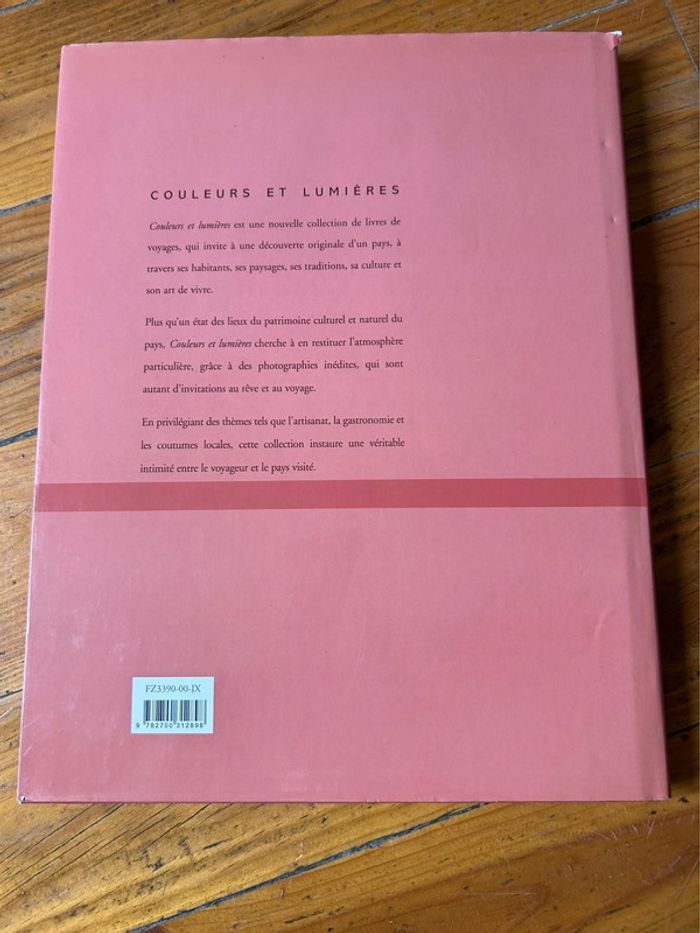 COULEURS ET LUMIÈRES
Couleurs et lumières est une nouvelle collection de livres de
voyages, qui invite à une découverte originale d'un pays, à
travers ses habitants, ses paysages, ses traditions, sa culture et
son art de vivre.
Plus qu'un état des lieux du patrimoine culturel et naturel du
pays, Couleurs et lumières cherche à en restituer l'atmosphère
particulière, grâce à des photographies inédites, qui sont
autant d'invitations au rêve et au voyage.
En privilégiant des thèmes tels que l'artisanat, la gastronomie et
les coutumes locales, cette collection instaure une véritable
intimité entre le voyageur et le pays visité.
FZ3390-00-JX
9 782700 312898